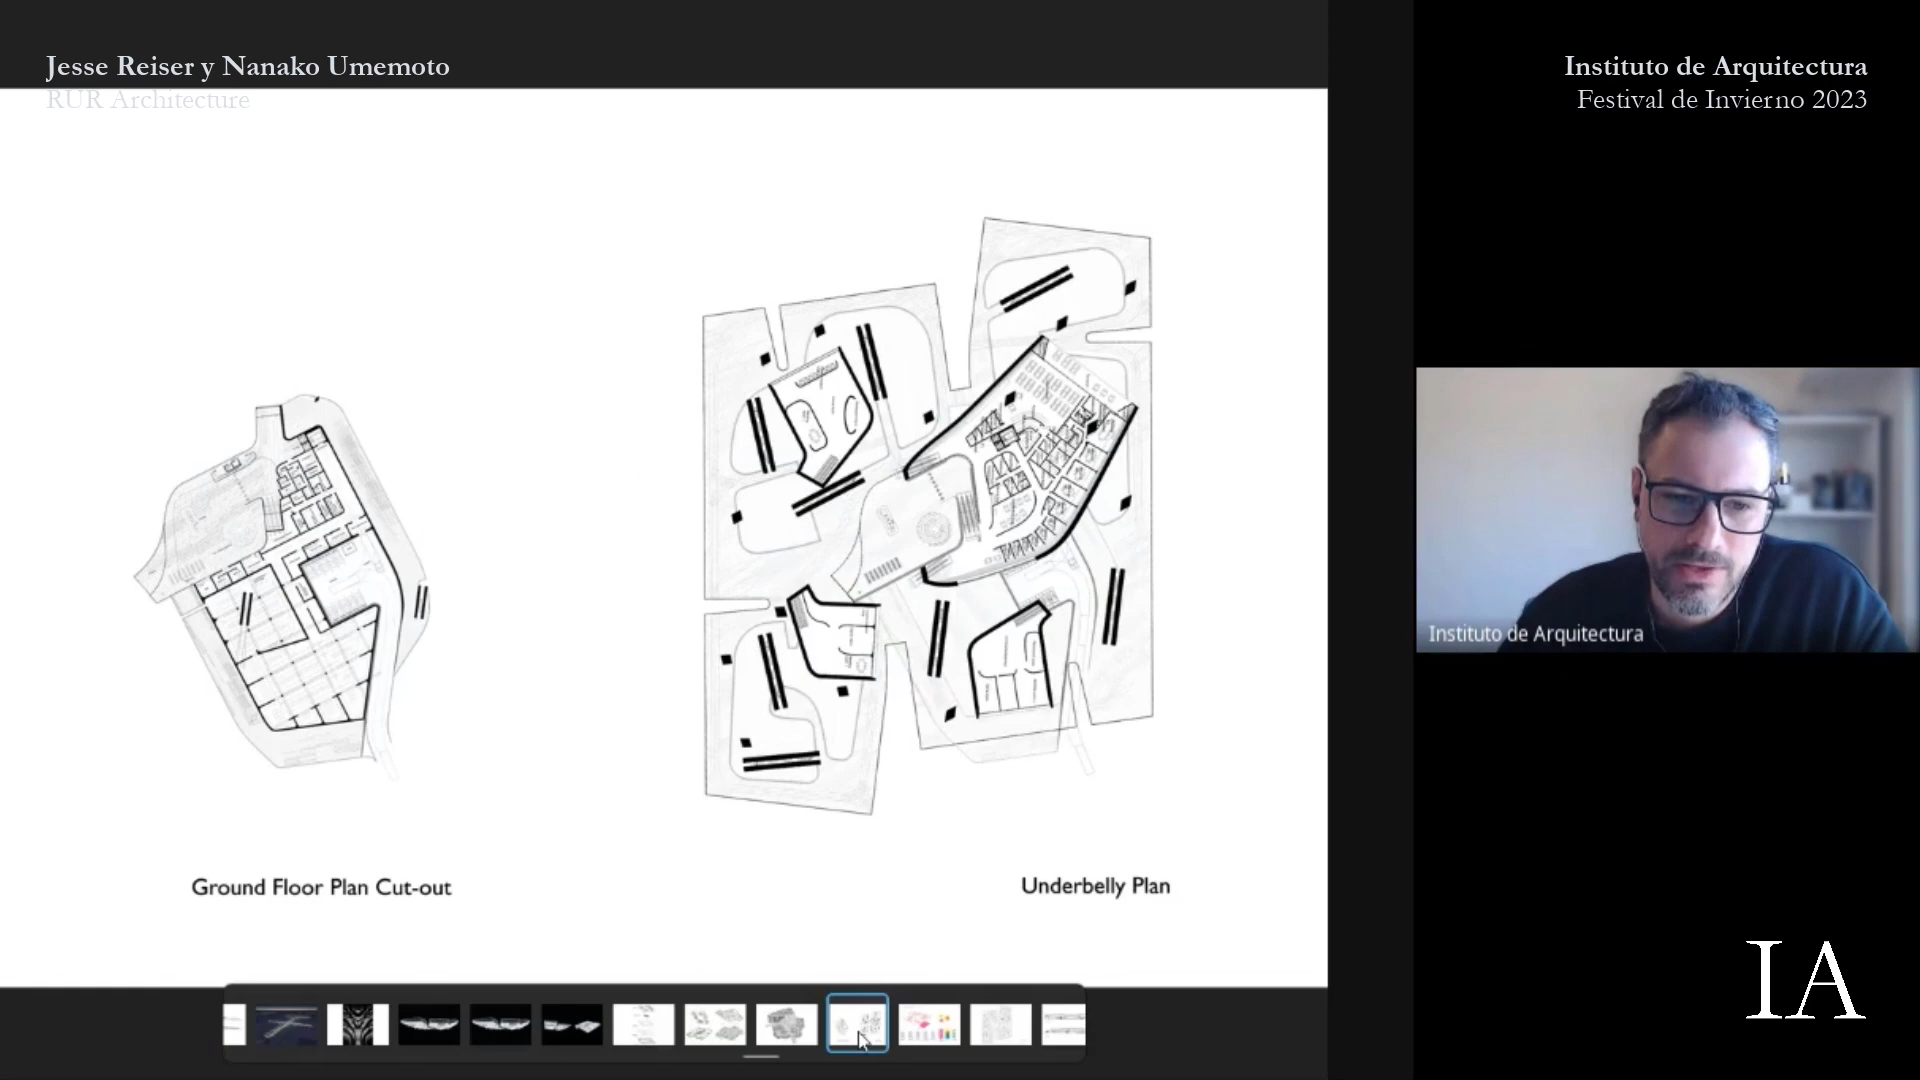 Jesse Reiser y Nanako Umemoto
RUR Architecture
Instituto de Arquitectura
Festival de Invierno 2023
Ground Floor Plan Cut-out
Underbelly Plan
Instituto de Arquitectura
IA